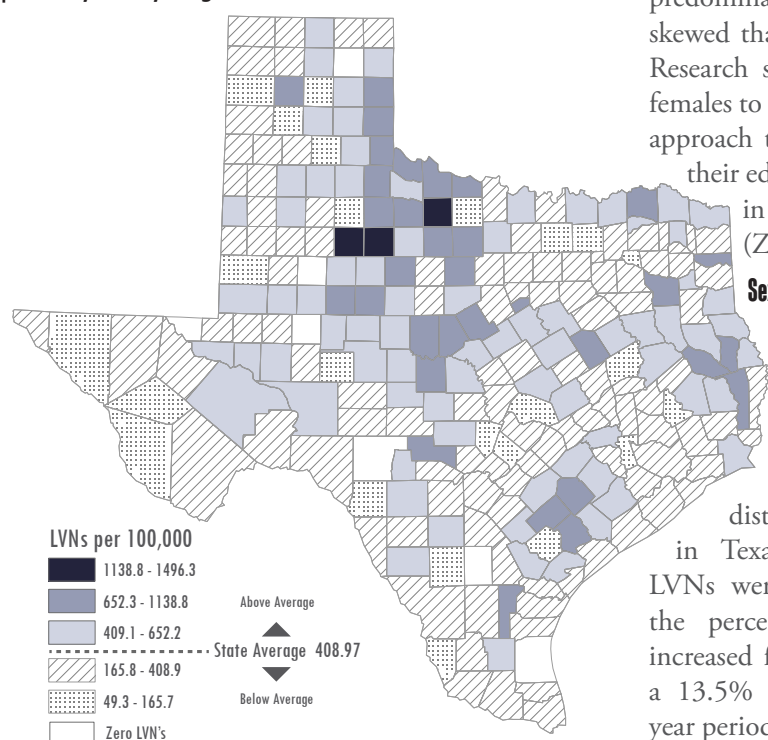 skewed tha
Research s
females to
approach t
their ed
in
(Z
Se
dist
in Texa
LVNs wer
the perce
increased f
a 13.5%
year period
LVNs per 100,000
1138.8 - 1496.3
652.3 - 1138.8
409.1 - 652.2
165.8 - 408.9
49.3 - 165.7
Zero LVN's
Above Average
State Average 408.97
Below Average